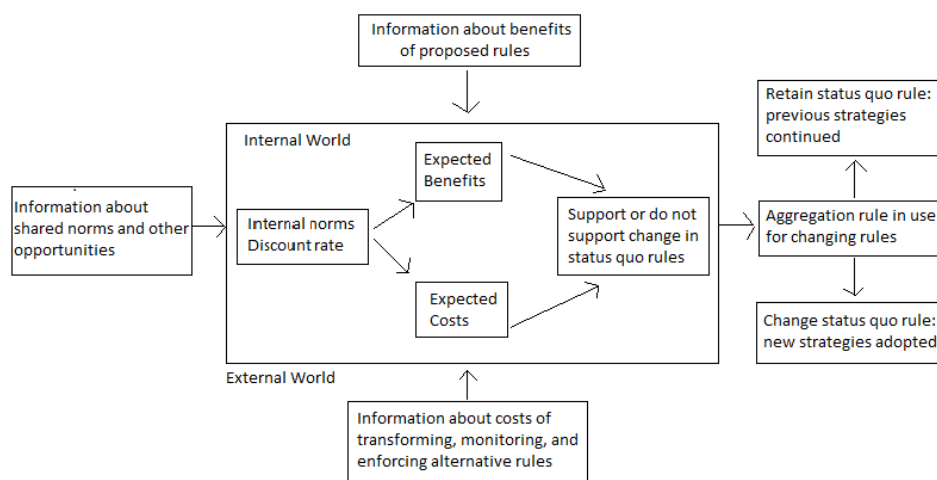 Information about benefits
of proposed rules
Retain status quo rule:
previous strategies
continued
Internal World
Expected
Benefits
Information about
shared norms and other
opportunities
Internal norms
Discount rate
Support or do not
support change in
status quo rules
Aggregation rule in use
for changing rules
Expected
Costs
Change status quo rule:
new strategies adopted
External World
Information about costs of
transforming, monitoring, and
enforcing alternative rules